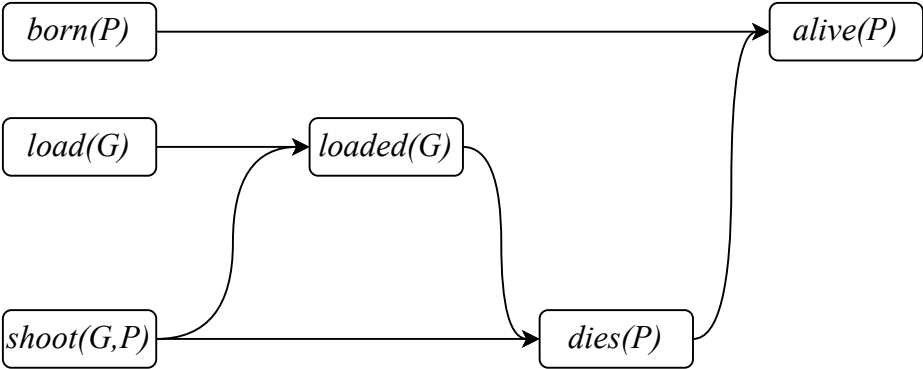 born(P)
alive(P)
load(G)
loaded(G)
shoot(G,P)
dies(P)